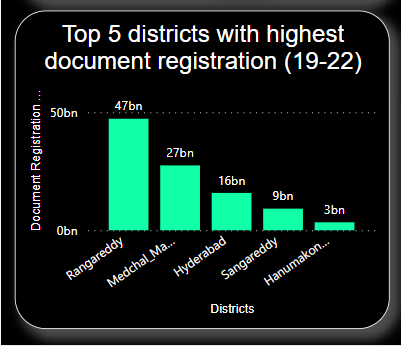 Top 5 districts with highest
document registration (19-22)
Document Registration ...
50bn
0bn
47bn
27bn
16bn
9bn
3bn
Rangareddy
Medchal_Ma...
Hyderabad
Sangareddy
Hanumakon...
Districts